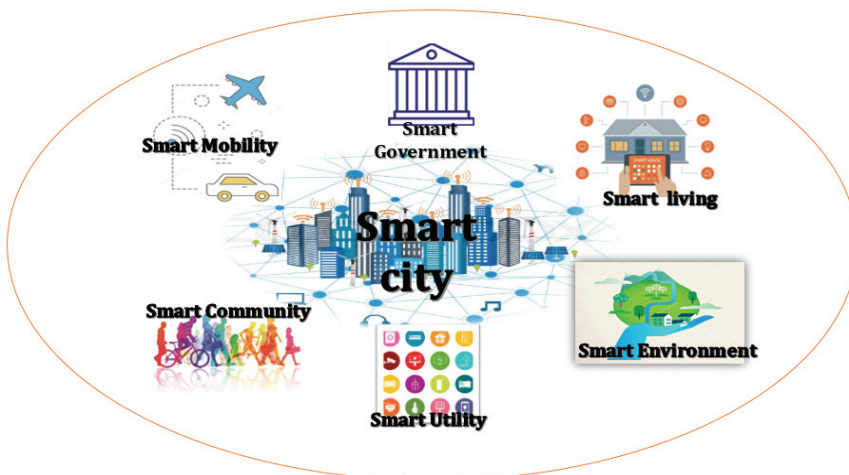 Smart
Government
Smart Mobility
Smart living
Smart
city
Smart Community
Smart Environment
Smart Utility